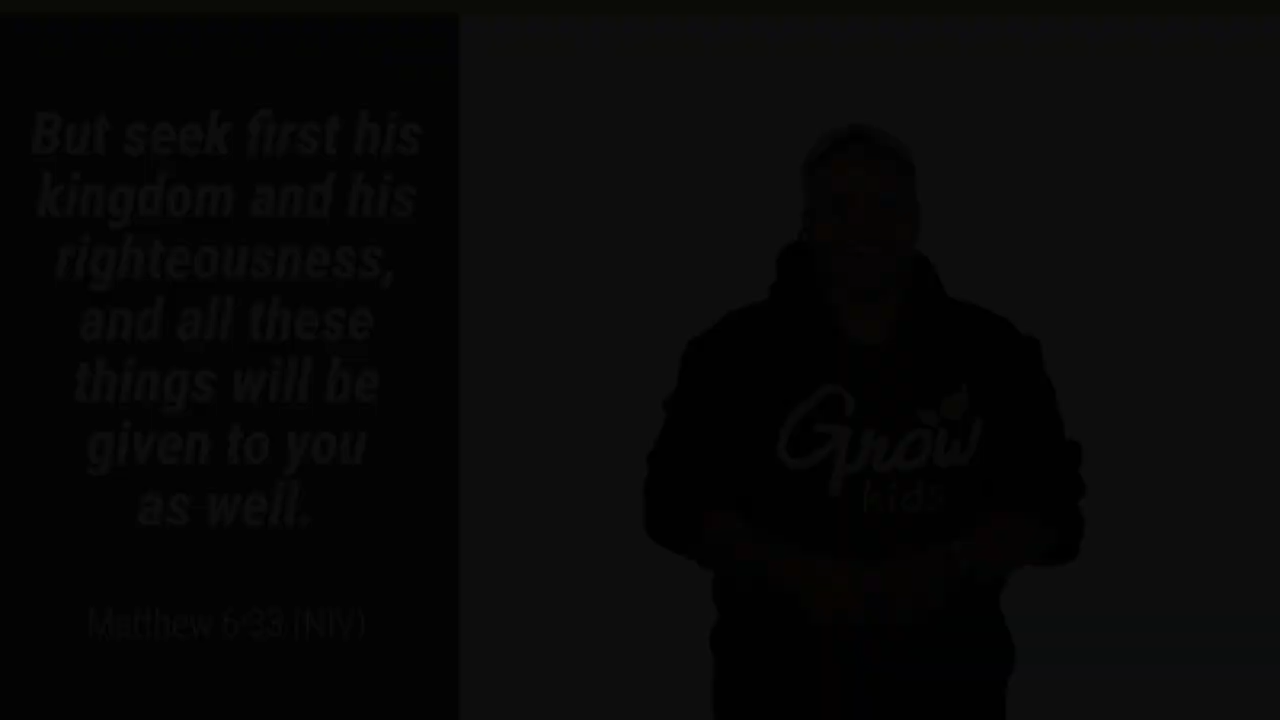 But seek first his
kingdom and his
righteousness,
and all these
things will be
given to you
as well.
Matthew 6:33 (NIV)
Grow
kids